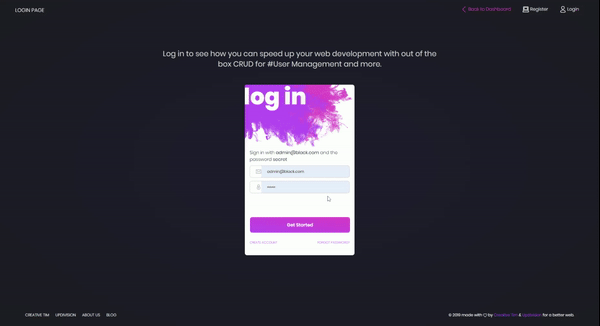 LOGIN PAGE
Back to Dashboard
Register
Login
Log in to see how you can speed up your web development with out of the
box CRUD for #User Management and more.
log in
Sign in with admin@black.com and the
password secret
admin@black.com
Get Started
CREATE ACCOUNT
FORGOT PASSWORD?
CREATIVE TIM
UPDIVISION
ABOUT US
BLOG
© 2019 made with by Creative Tim & Updivision for a better web.